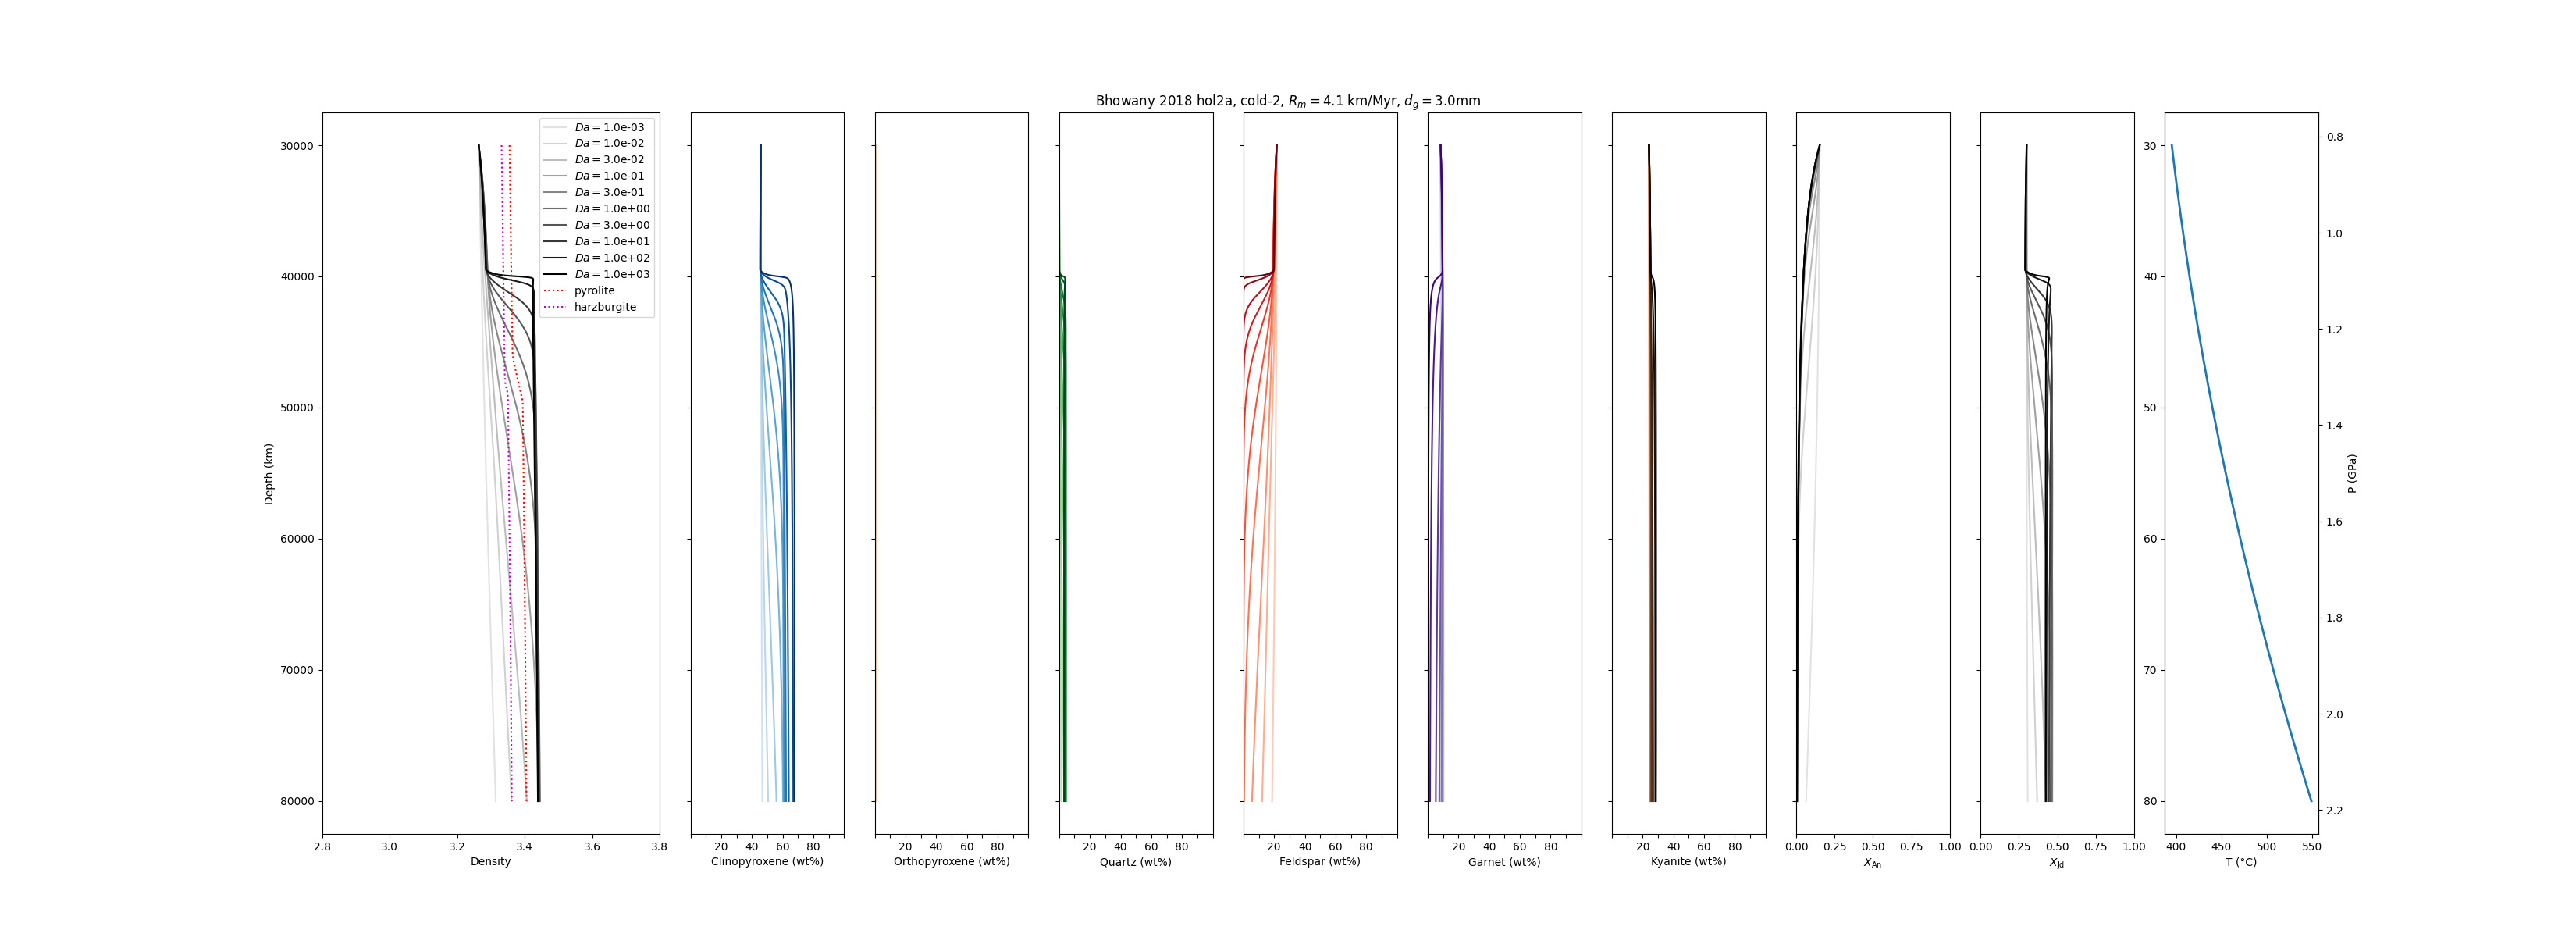 Bhowany 2018 hol2a, cold-2, R_m = 4.1 km/Myr, d_g = 3.0mm
Da = 1.0e-03
Da = 1.0e-02
Da = 3.0e-02
Da = 1.0e-01
Da = 3.0e-01
Da = 1.0e+00
Da = 3.0e+00
Da = 1.0e+01
Da = 1.0e+02
Da = 1.0e+03
pyrolite
harzburgite
Depth (km)
30000
40000
50000
60000
70000
80000
2.8 3.0 3.2 3.4 3.6 3.8
Density
20 40 60 80
Clinopyroxene (wt%)
20 40 60 80
Orthopyroxene (wt%)
20 40 60 80
Quartz (wt%)
20 40 60 80
Feldspar (wt%)
20 40 60 80
Garnet (wt%)
20 40 60 80
Kyanite (wt%)
0.00 0.25 0.50 0.75 1.00
X_An
0.00 0.25 0.50 0.75 1.00
X_Jd
30
40
50
60
70
80
400 450 500 550
T (°C)
0.8
1.0
1.2
1.4
1.6
1.8
2.0
2.2
P (GPa)